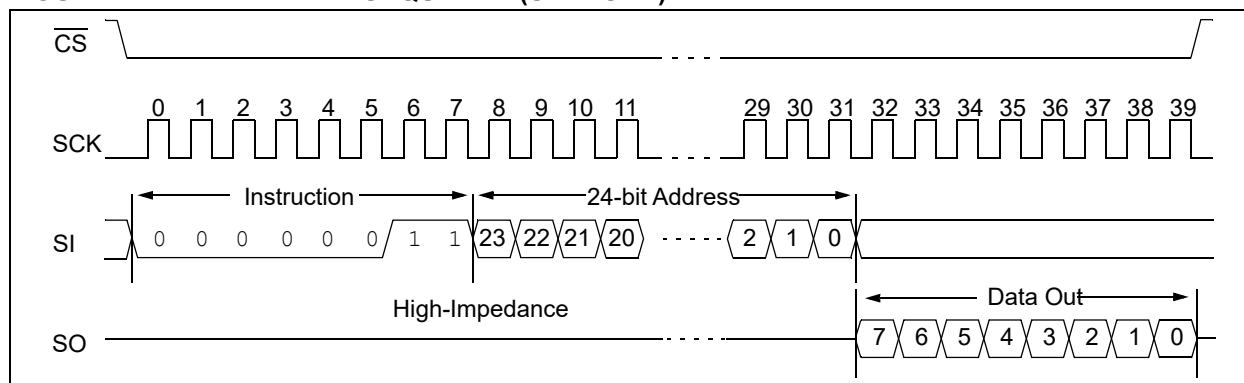 CS
0 1 2 3 4 5 6 7 8 9 10 11 29 30 31 32 33 34 35 36 37 38 39
SCK
Instruction 24-bit Address
SI 0 0 0 0 0 0 1 1 23 22 21 20 2 1 0
High-Impedance Data Out
SO 7 6 5 4 3 2 1 0